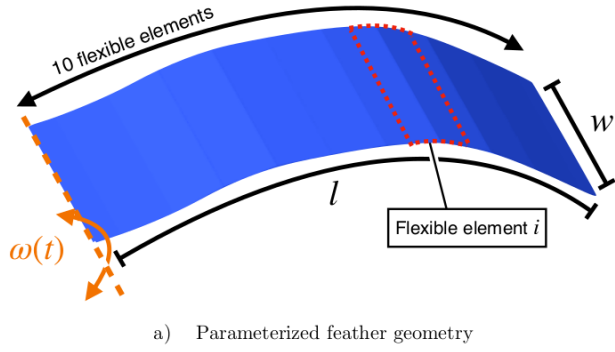 10 flexible elements
w
l
Flexible element i
ω(t)
a) Parameterized feather geometry